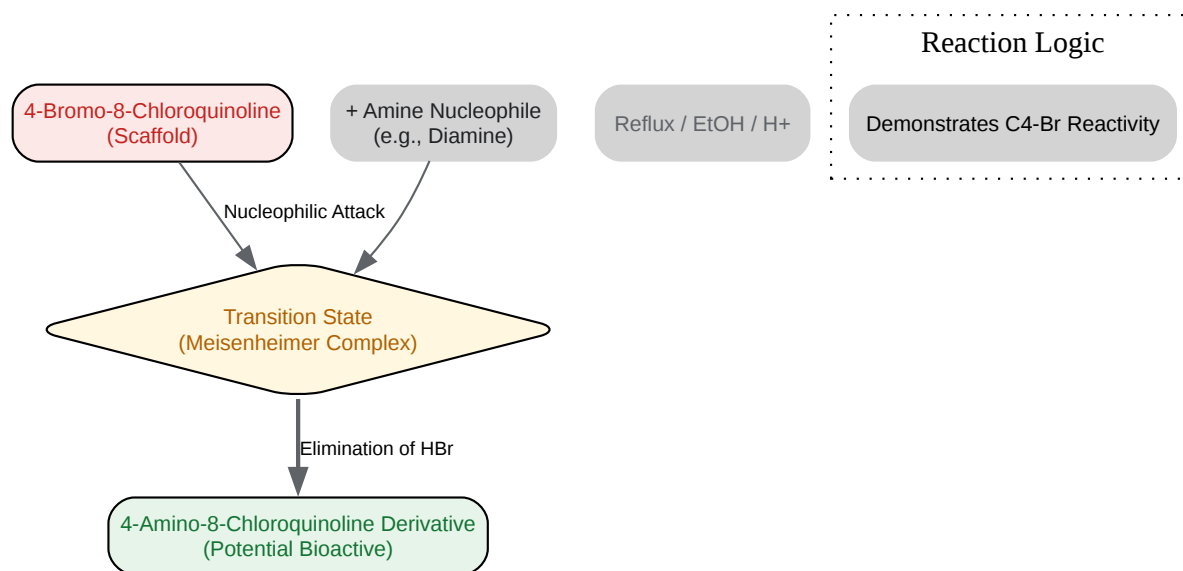 Reaction Logic
4-Bromo-8-Chloroquinoline
(Scaffold)
+ Amine Nucleophile
(e.g., Diamine)
Reflux / EtOH / H+
Demonstrates C4-Br Reactivity
Nucleophilic Attack
Transition State
(Meisenheimer Complex)
Elimination of HBr
4-Amino-8-Chloroquinoline Derivative
(Potential Bioactive)